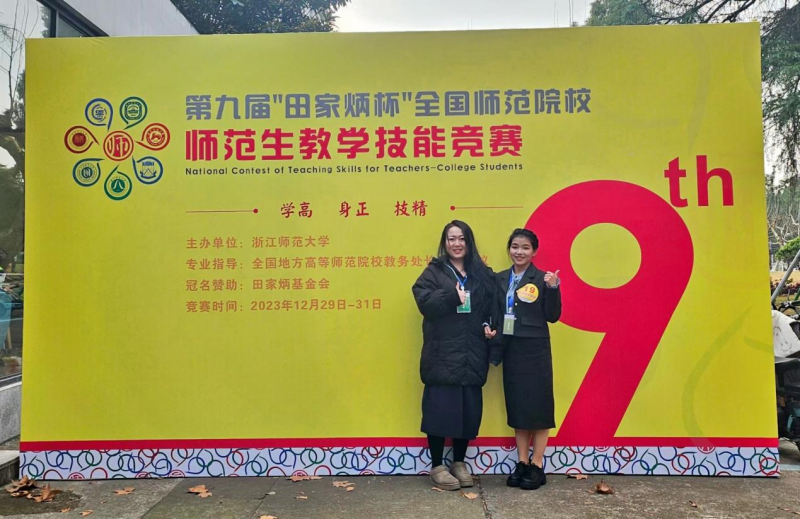 第九届"田家炳杯"全国师范院校
师范生教学技能竞赛
National Contest of Teaching Skills for Teachers-College Students
9th
学高 身正 技精
主办单位：浙江师范大学
专业指导：全国地方高等师范院校教务处长
冠名赞助：田家炳基金会
竞赛时间：2023年12月29日-31日
19